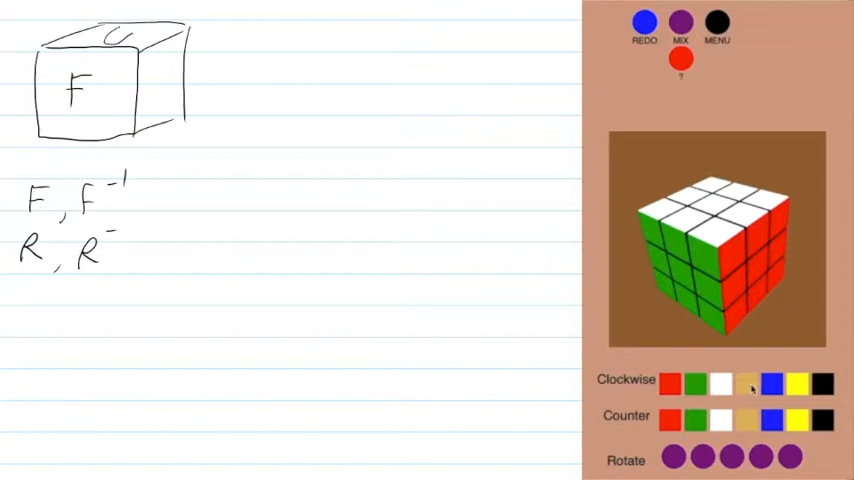 U
F
F, F⁻¹
R, R⁻
REDO MIX MENU
?
Clockwise
Counter
Rotate